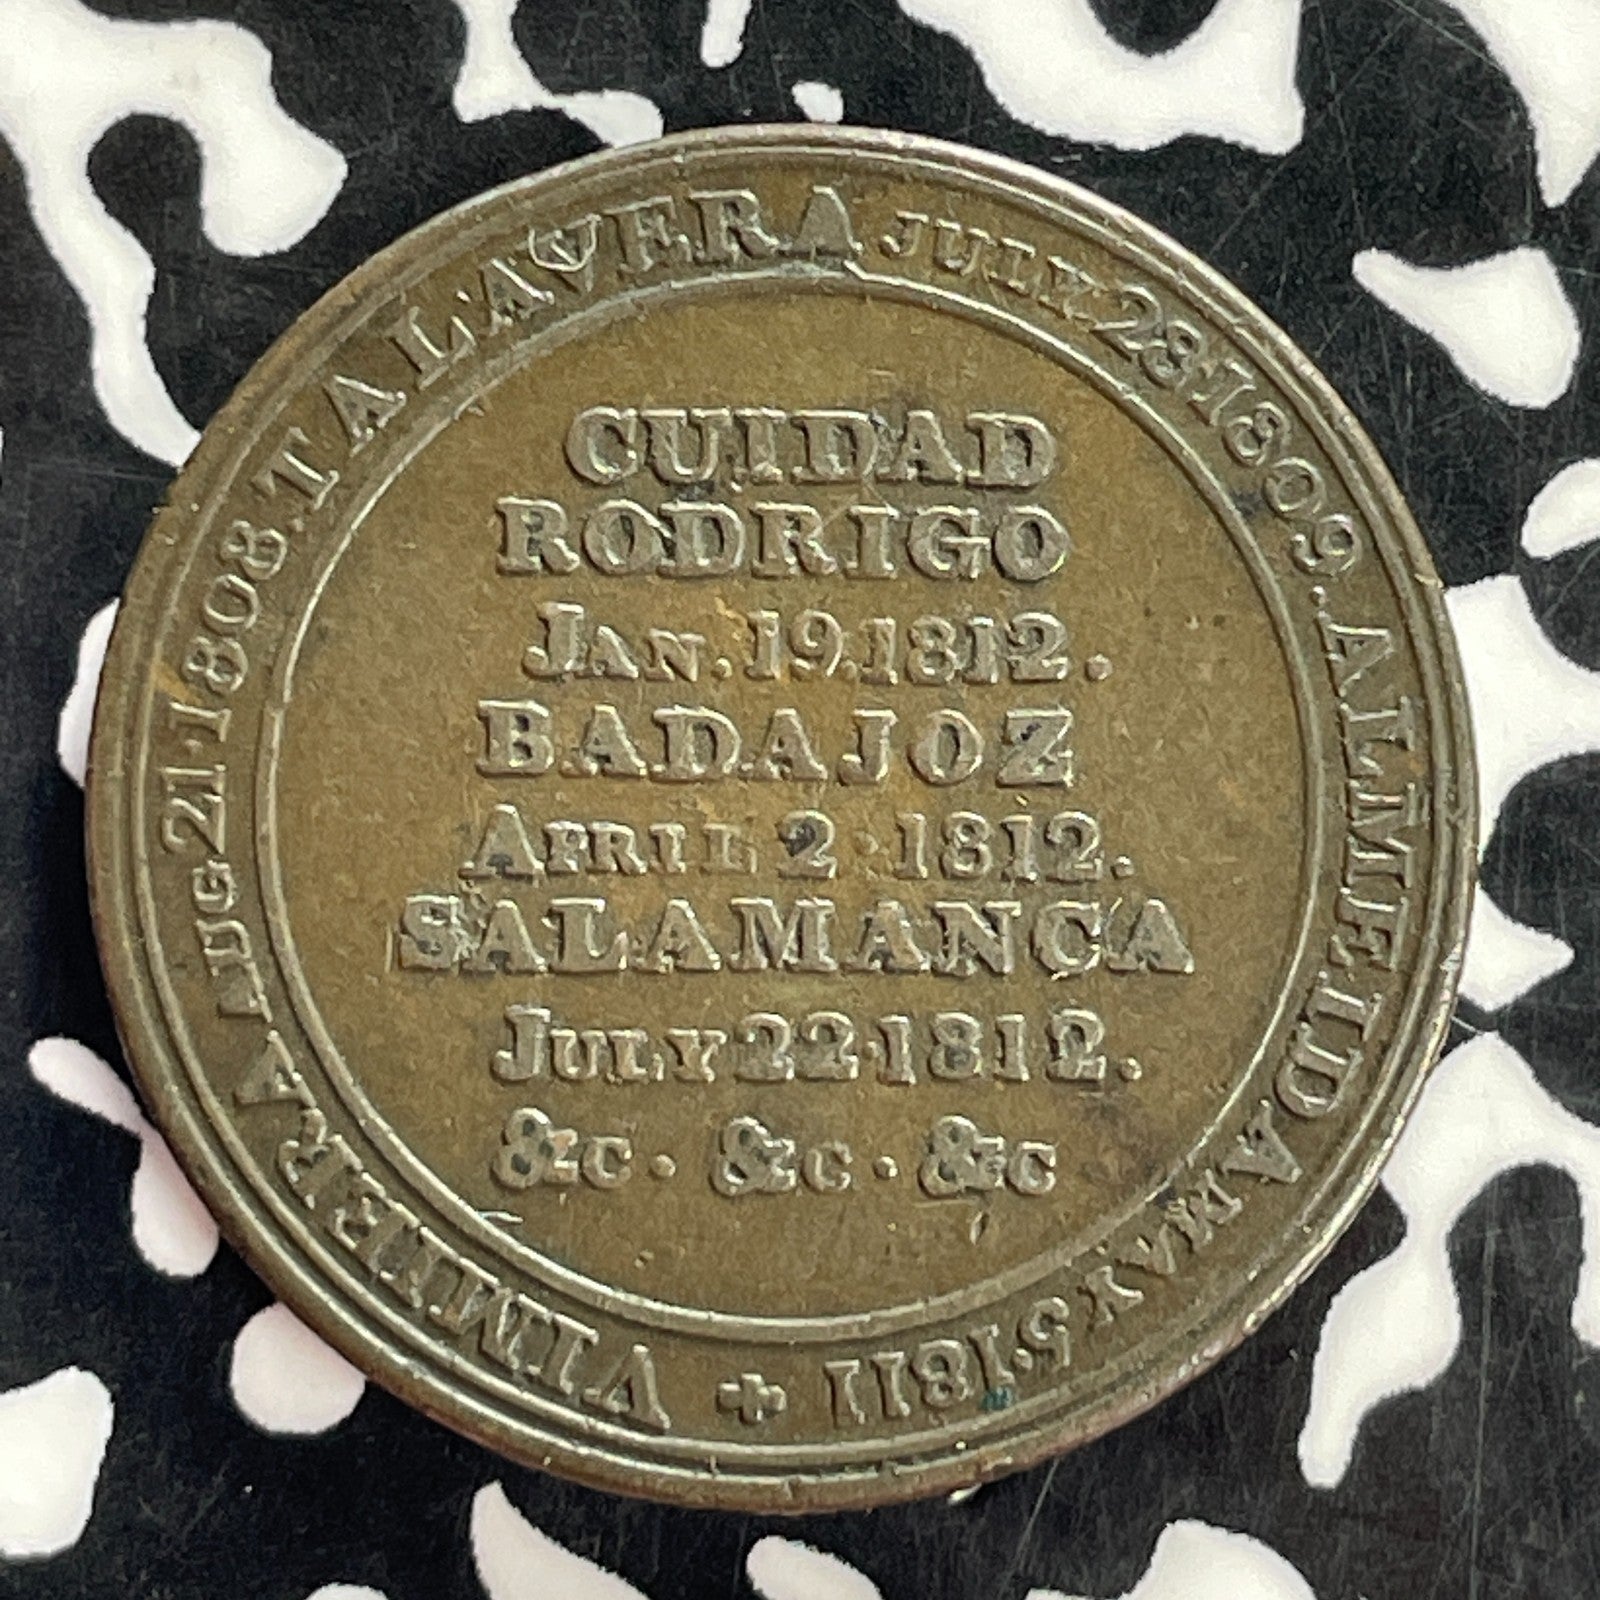 VIMIERA AUG 21·1808. TALAVERA JULY.28·1809. ALMEIDA MAY 5·1811
CUIDAD
RODRIGO
JAN. 19.1812.
BADAJOZ
APRIL 2·1812.
SALAMANCA
JULY 22·1812.
&c. &c. &c